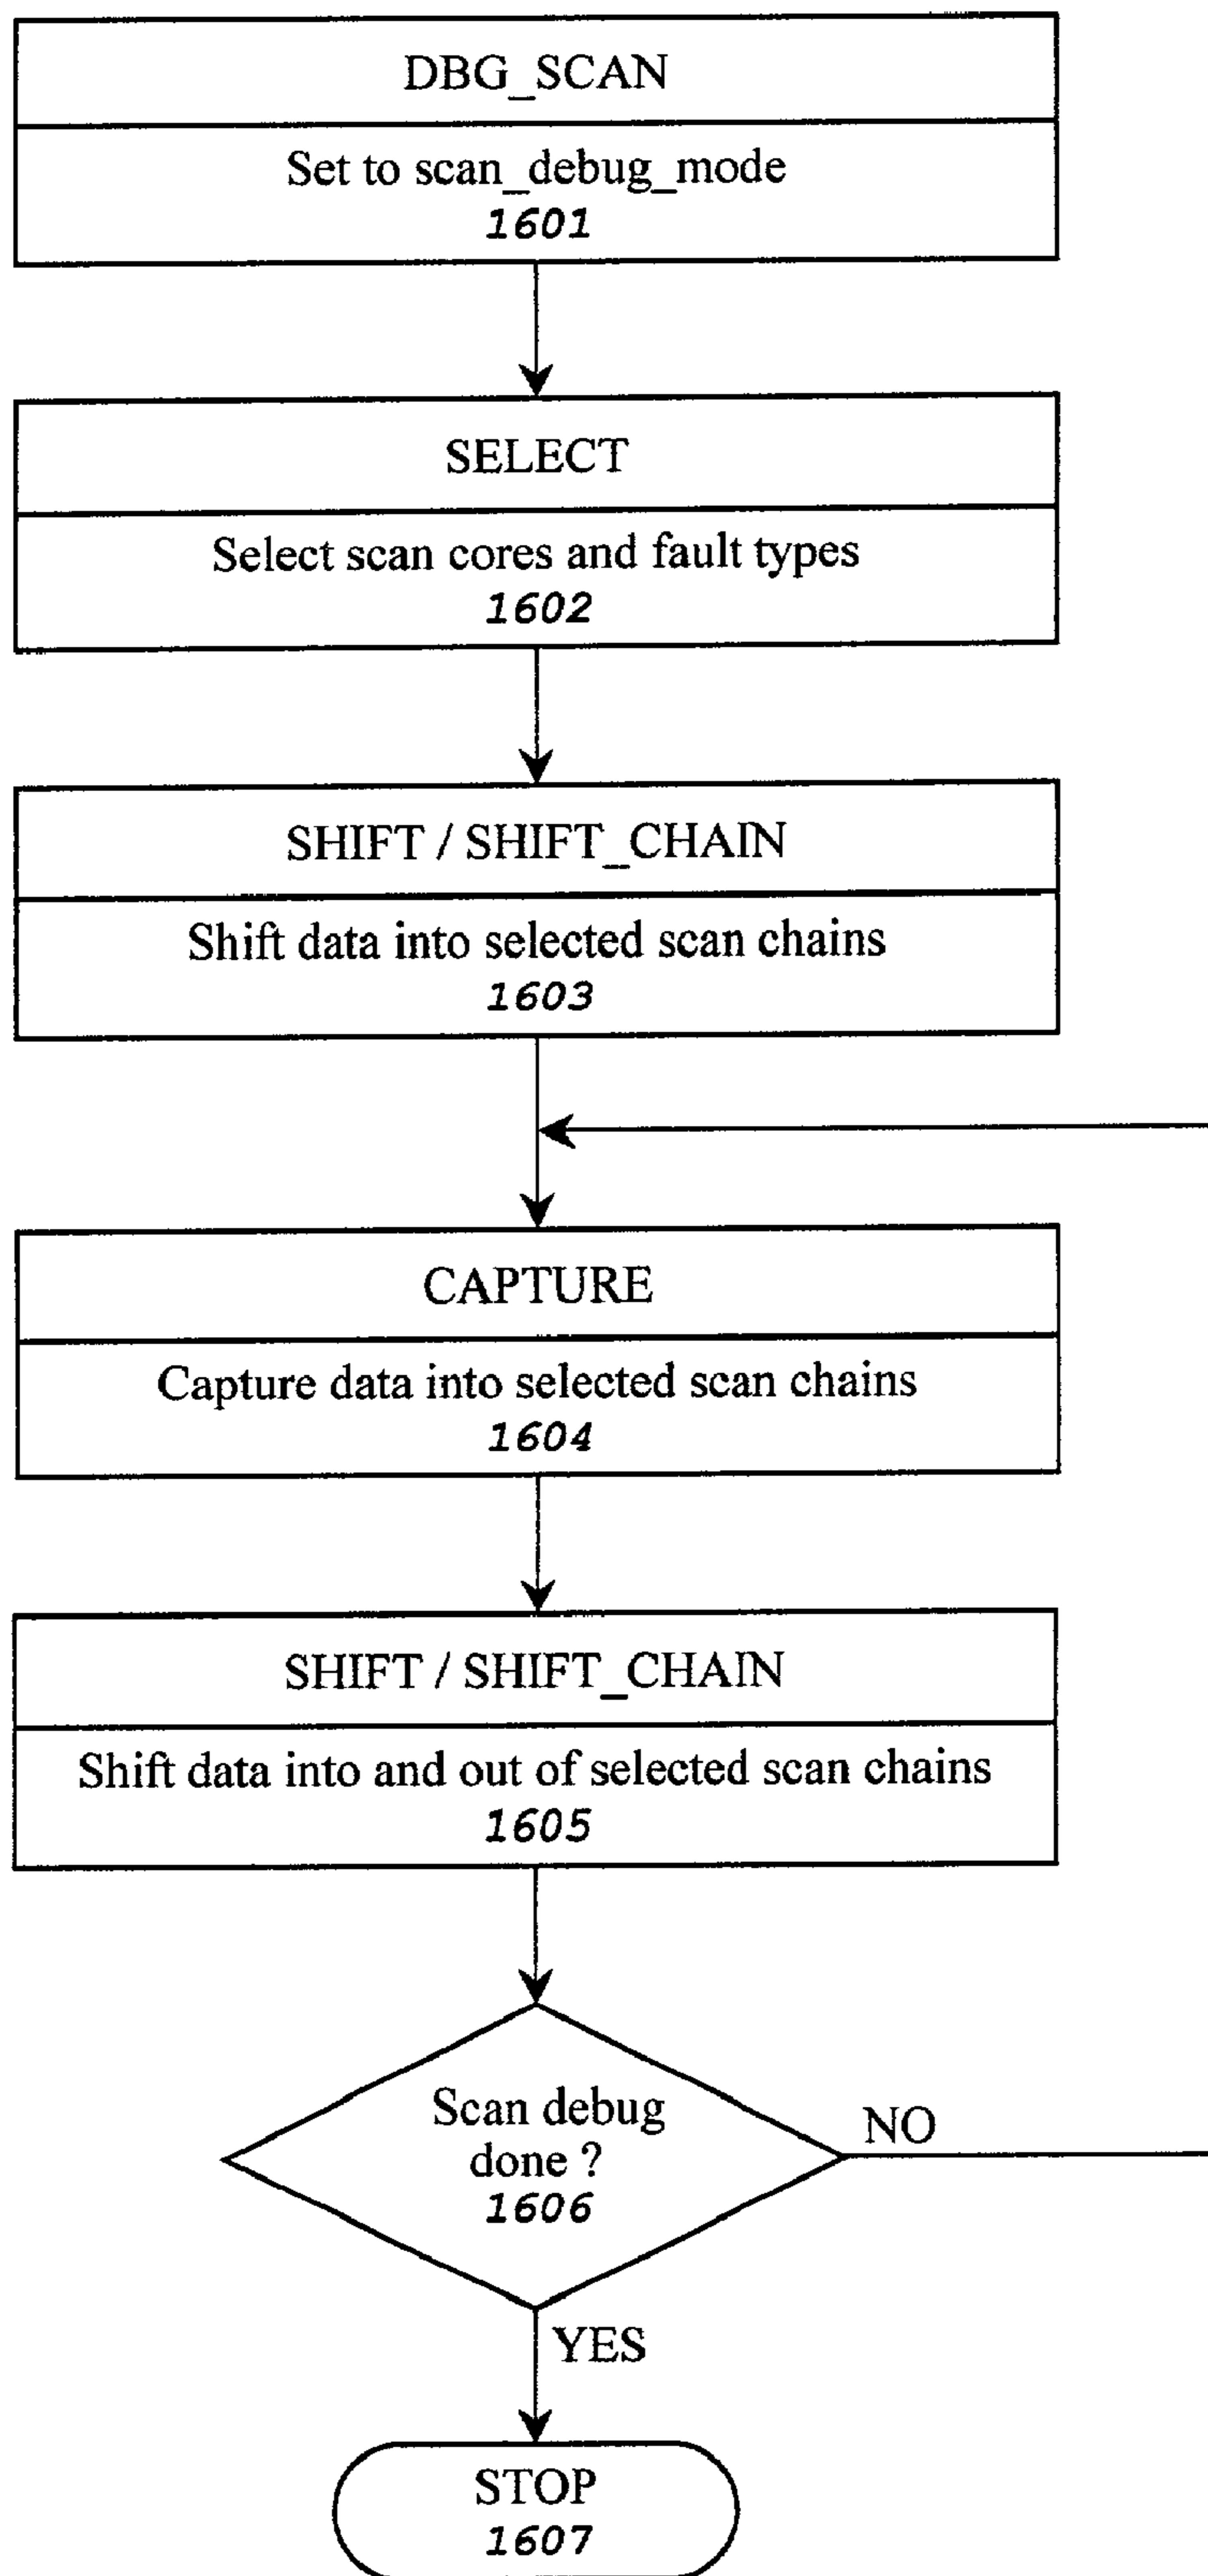 DBG_SCAN
Set to scan_debug_mode
1601
SELECT
Select scan cores and fault types
1602
SHIFT / SHIFT_CHAIN
Shift data into selected scan chains
1603
CAPTURE
Capture data into selected scan chains
1604
SHIFT / SHIFT_CHAIN
Shift data into and out of selected scan chains
1605
Scan debug
done ?
1606
NO
YES
STOP
1607